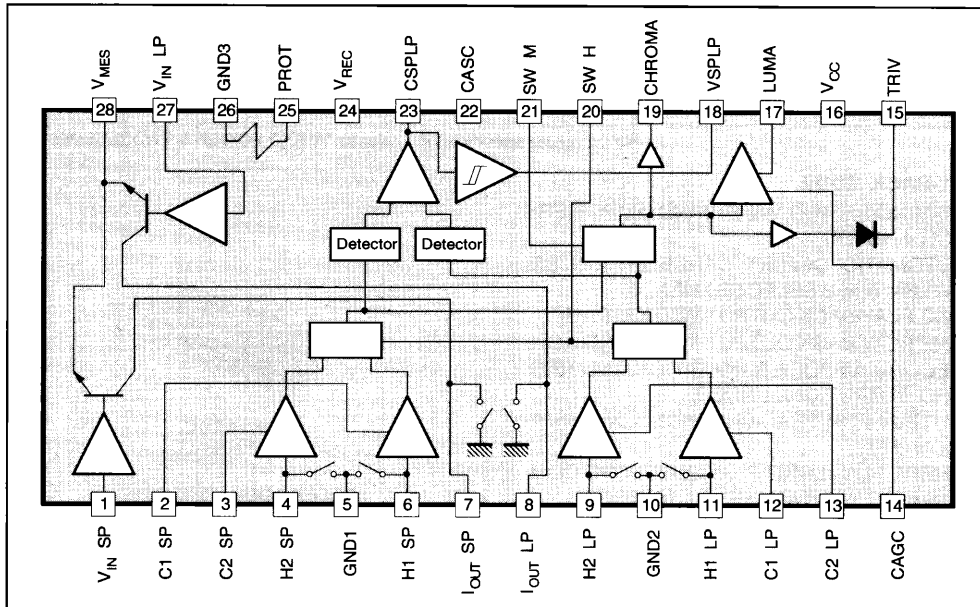 V_MES
V_IN LP
GND3
PROT
V_REC
CSPLP
CASC
SW M
SW H
CHROMA
VSPLP
LUMA
V_CC
TRIV
28 27 26 25 24 23 22 21 20 19 18 17 16 15
Detector Detector
1 2 3 4 5 6 7 8 9 10 11 12 13 14
V_IN SP
C1 SP
C2 SP
H2 SP
GND1
H1 SP
I_OUT SP
I_OUT LP
H2 LP
GND2
H1 LP
C1 LP
C2 LP
CAGC